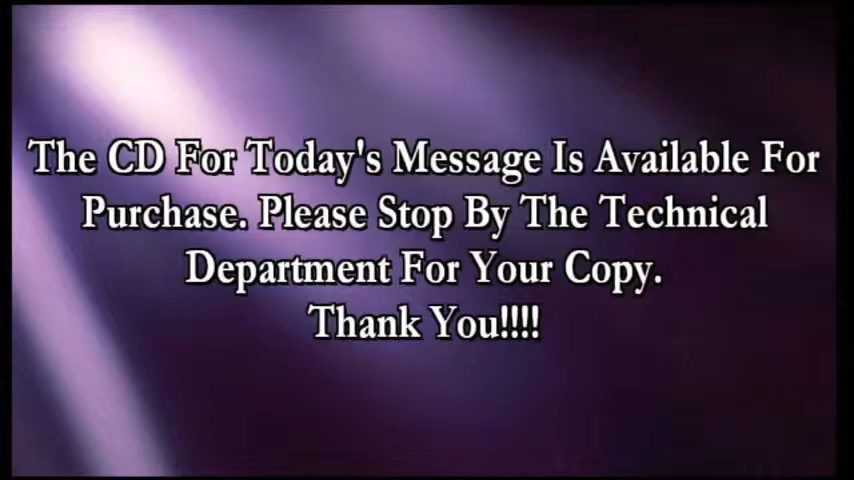 The CD For Today's Message Is Available For
Purchase. Please Stop By The Technical
Department For Your Copy.
Thank You!!!!